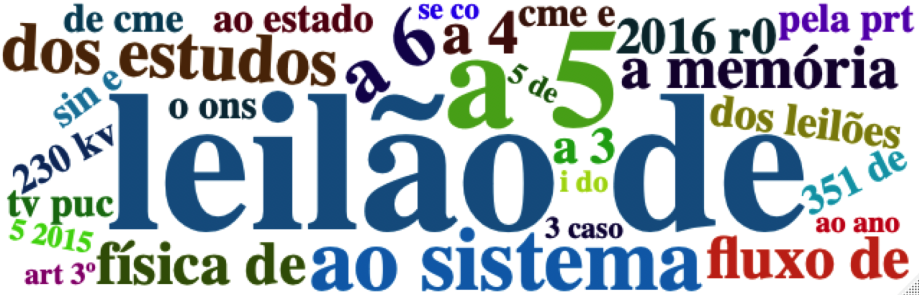 de cme
ao estado
se co
cme e
pela prt
dos estudos
a 6
a 4
2016 r0
a memória
sin e
o ons
a 5
5 de
dos leilões
230 kv
leilão de
a 3
i do
351 de
tv puc
5 2015
3 caso
ao ano
art 3º
física de
ao sistema
fluxo de